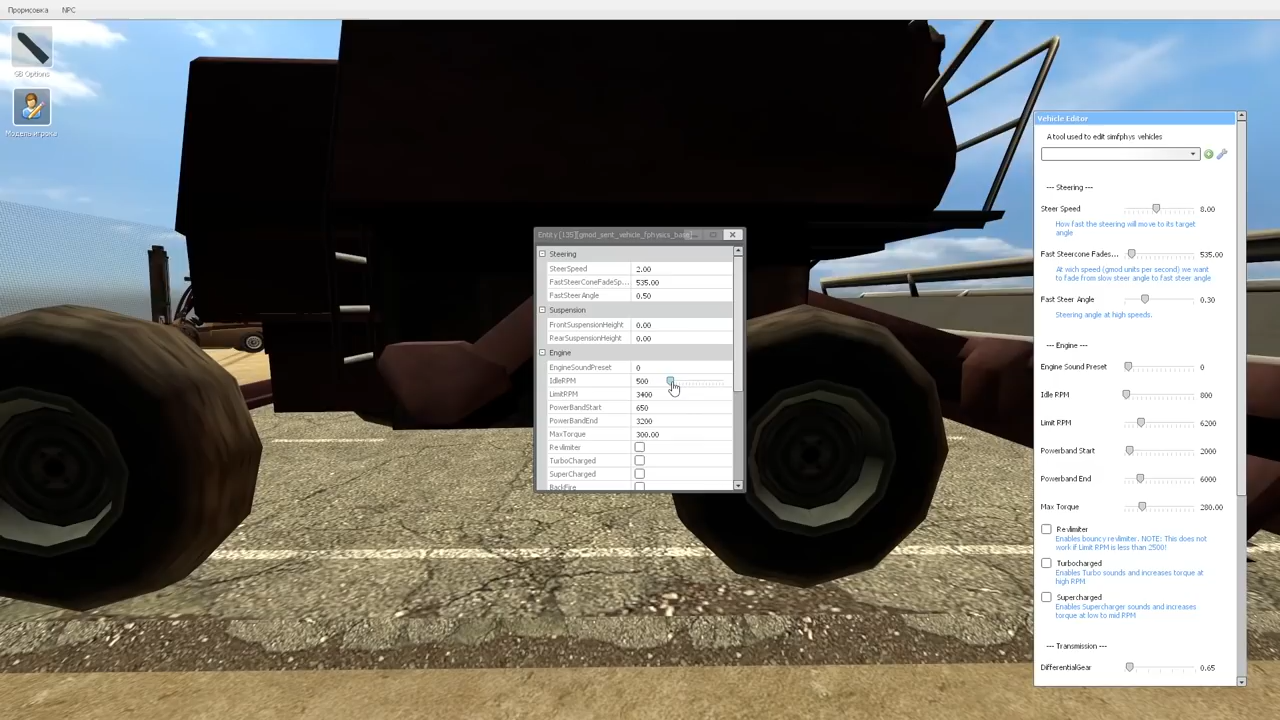 Прорисовка NPC
GB Options
Модель игрока
Entity [135][gmod_sent_vehicle_fphysics_base]
Steering
SteerSpeed 2.00
FastSteerConeFadeSp... 535.00
FastSteerAngle 0.50
Suspension
FrontSuspensionHeight 0.00
RearSuspensionHeight 0.00
Engine
EngineSoundPreset 0
IdleRPM 500
LimitRPM 3400
PowerBandStart 650
PowerBandEnd 3200
MaxTorque 300.00
Revlimiter
TurboCharged
SuperCharged
BackFire
Vehicle Editor
A tool used to edit simfphys vehicles
--- Steering ---
Steer Speed 8.00
How fast the steering will move to its target
angle
Fast Steercone Fades... 535.00
At wich speed (gmod units per second) we want
to fade from slow steer angle to fast steer angle
Fast Steer Angle 0.30
Steering angle at high speeds.
--- Engine ---
Engine Sound Preset 0
Idle RPM 800
Limit RPM 6200
Powerband Start 2000
Powerband End 6000
Max Torque 280.00
Revlimiter
Enables bouncy revlimiter. NOTE: This does not
work if Limit RPM is less than 2500!
Turbocharged
Enables Turbo sounds and increases torque at
high RPM
Supercharged
Enables Supercharger sounds and increases
torque at low to mid RPM
--- Transmission ---
DifferentialGear 0.65